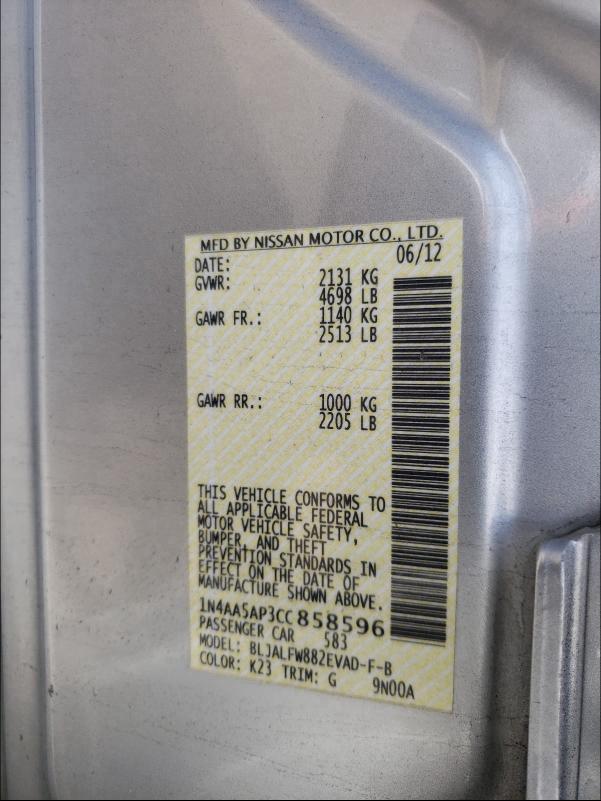 MFD BY NISSAN MOTOR CO., LTD.
DATE: 06/12
GVWR: 2131 KG
4698 LB
GAWR FR.: 1140 KG
2513 LB
GAWR RR.: 1000 KG
2205 LB
THIS VEHICLE CONFORMS TO
ALL APPLICABLE FEDERAL
MOTOR VEHICLE SAFETY,
BUMPER, AND THEFT
PREVENTION STANDARDS IN
EFFECT ON THE DATE OF
MANUFACTURE SHOWN ABOVE.
1N4AA5AP3CC858596
PASSENGER CAR 583
MODEL: BLJALFW882EVAD-F-B
COLOR: K23 TRIM: G 9N00A